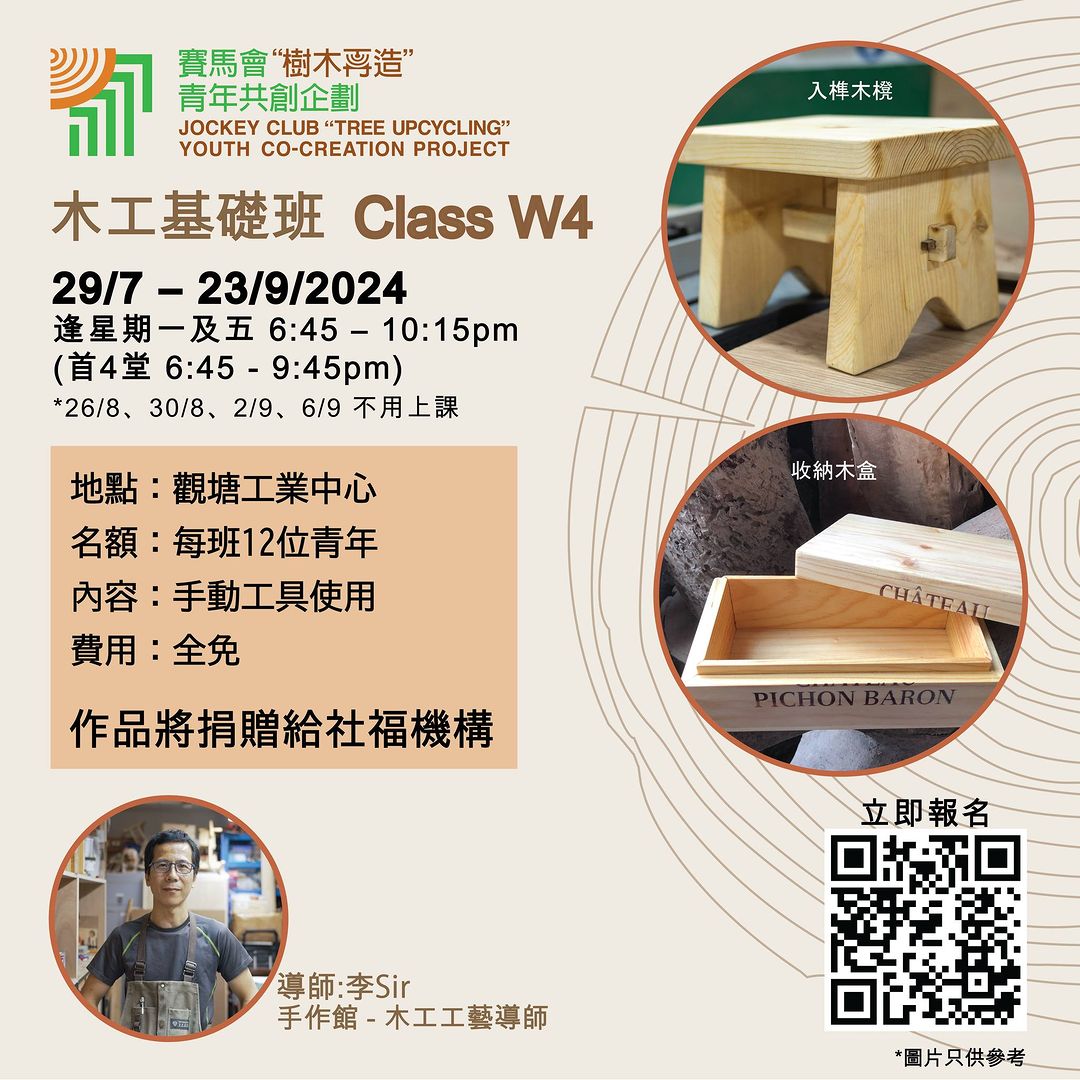 賽馬會“樹木再造”
青年共創企劃
JOCKEY CLUB “TREE UPCYCLING”
YOUTH CO-CREATION PROJECT
木工基礎班 Class W4
29/7 – 23/9/2024
逢星期一及五 6:45 – 10:15pm
(首4堂 6:45 - 9:45pm)
*26/8、30/8、2/9、6/9 不用上課
地點：觀塘工業中心
名額：每班12位青年
內容：手動工具使用
費用：全免
作品將捐贈給社福機構
入榫木櫈
收納木盒
CHÂTEAU
CHÂTEAU
PICHON BARON
導師:李Sir
手作館 - 木工工藝導師
立即報名
*圖片只供參考